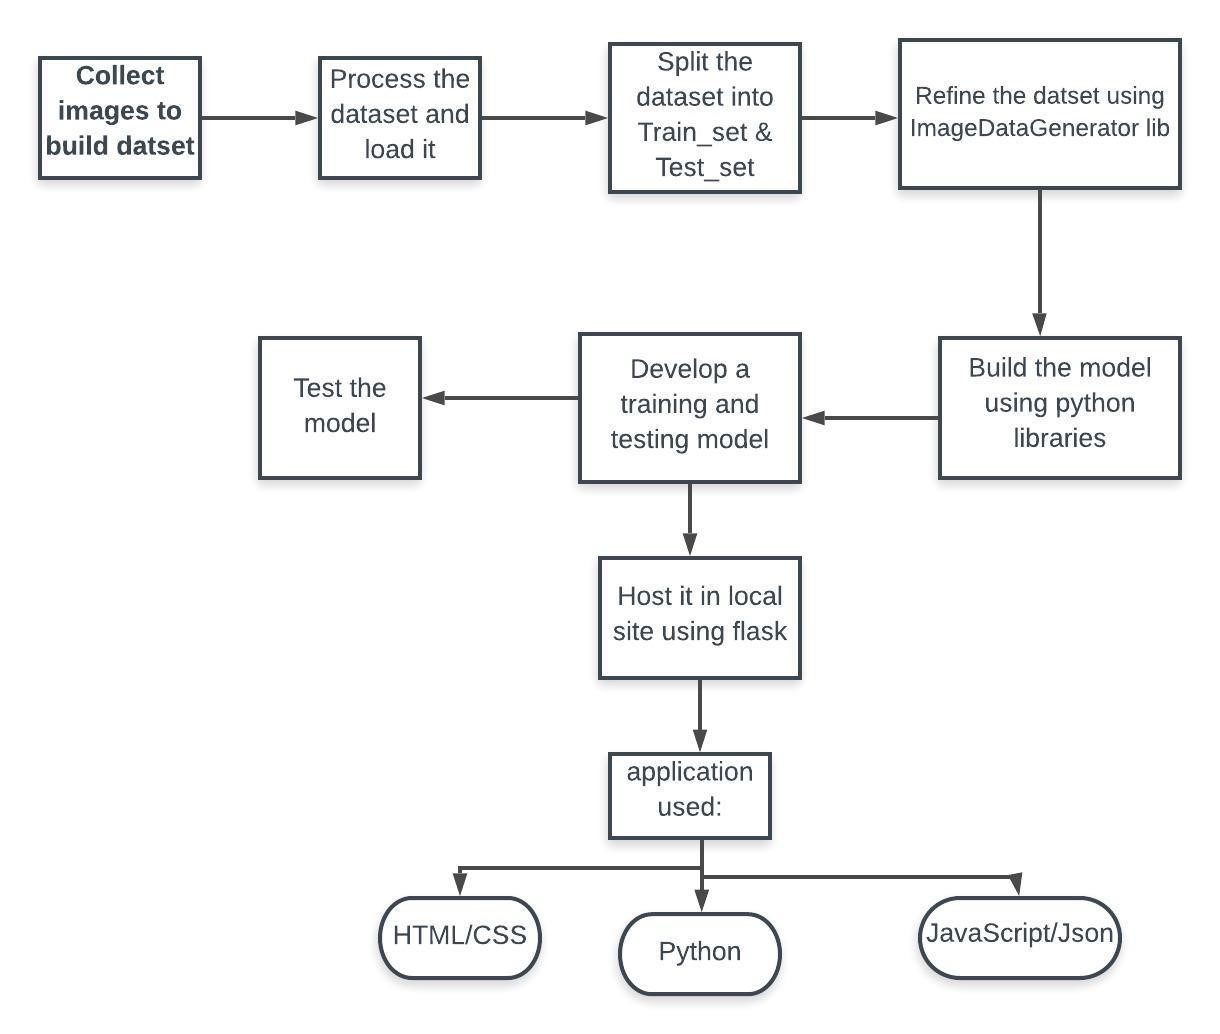 Collect
images to
build datset
Process the
dataset and
load it
Split the
dataset into
Train_set &
Test_set
Refine the datset using
ImageDataGenerator lib
Build the model
using python
libraries
Develop a
training and
testing model
Test the
model
Host it in local
site using flask
application
used:
HTML/CSS
Python
JavaScript/Json